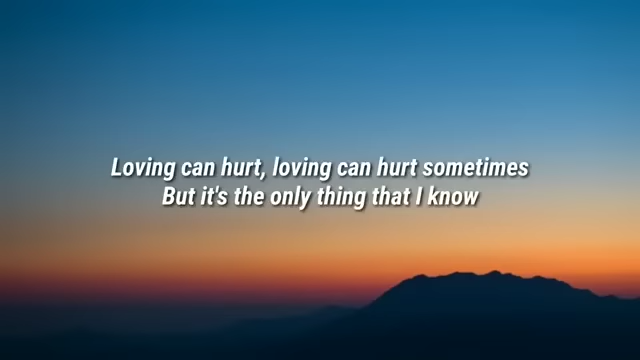 Loving can hurt, loving can hurt sometimes
But it's the only thing that I know